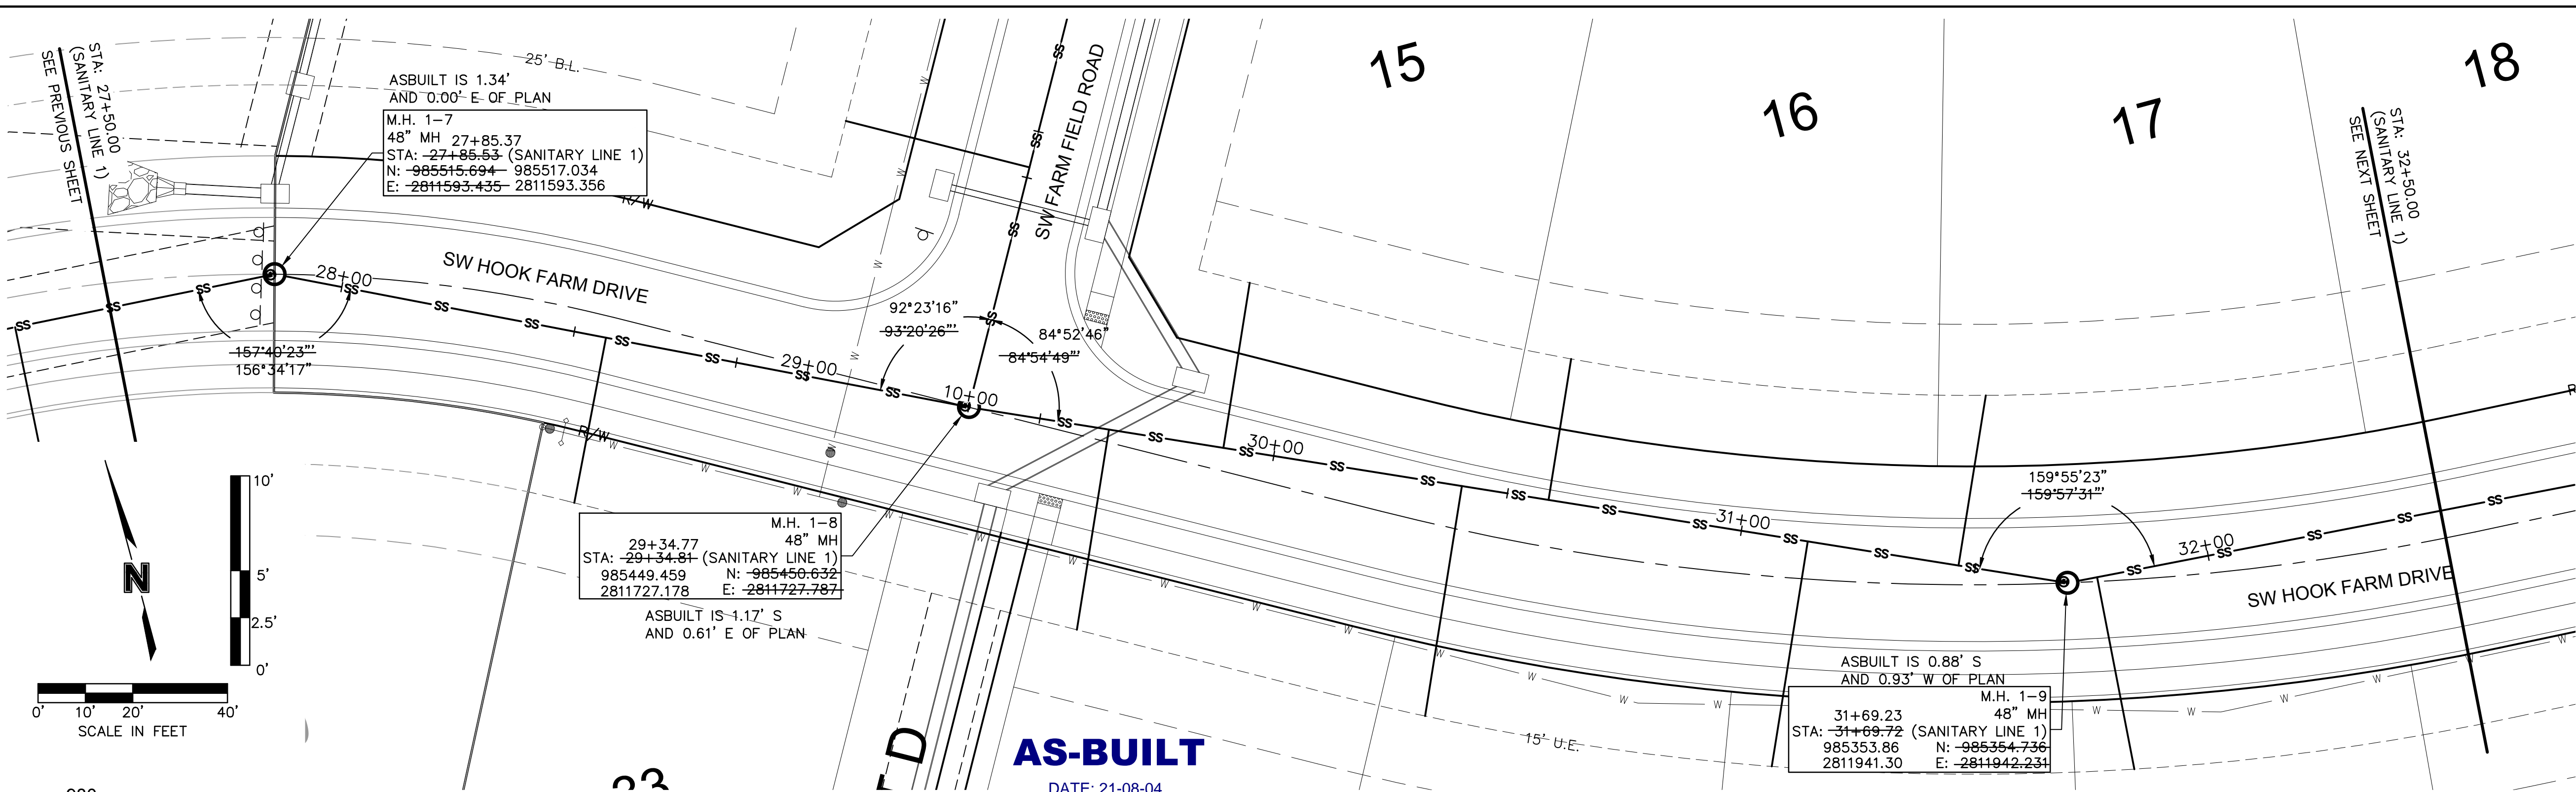 STA: 27+50.00
(SANITARY LINE 1)
SEE PREVIOUS SHEET
25' B.L.
ASBUILT IS 1.34'
AND 0.00' E OF PLAN
M.H. 1-7
48" MH 27+85.37
STA: 27+85.53 (SANITARY LINE 1)
N: 985515.694 985517.034
E: 2811593.435 2811593.356
R/W
SW FARM FIELD ROAD
15
16
17
18
STA: 32+50.00
(SANITARY LINE 1)
SEE NEXT SHEET
28+00
SW HOOK FARM DRIVE
157°40'23"'
156°34'17"
92°23'16"
93°20'26"'
84°52'46"
84°54'49"'
29+00
10+00
30+00
31+00
32+00
159°55'23"
159°57'31"'
SW HOOK FARM DRIVE
R/W
M.H. 1-8
29+34.77 48" MH
STA: 29+34.81 (SANITARY LINE 1)
985449.459 N: 985450.632
2811727.178 E: 2811727.787
ASBUILT IS 1.17' S
AND 0.61' E OF PLAN
ASBUILT IS 0.88' S
AND 0.93' W OF PLAN
M.H. 1-9
31+69.23 48" MH
STA: 31+69.72 (SANITARY LINE 1)
985353.86 N: 985354.736
2811941.30 E: 2811942.231
15' U.E.
N
10'
5'
2.5'
0'
0' 10' 20' 40'
SCALE IN FEET
AS-BUILT
DATE: 21-08-04